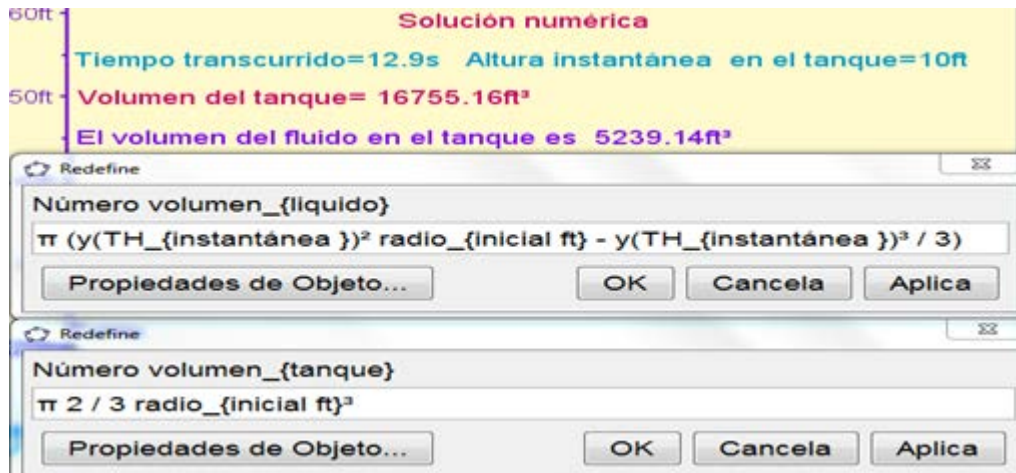 60ft
Solución numérica
Tiempo transcurrido=12.9s Altura instantánea en el tanque=10ft
50ft
Volumen del tanque= 16755.16ft³
El volumen del fluido en el tanque es 5239.14ft³
Redefine
Número volumen_{liquido}
π (y(TH_{instantánea })² radio_{inicial ft} - y(TH_{instantánea })³ / 3)
Propiedades de Objeto... OK Cancela Aplica
Redefine
Número volumen_{tanque}
π 2 / 3 radio_{inicial ft}³
Propiedades de Objeto... OK Cancela Aplica